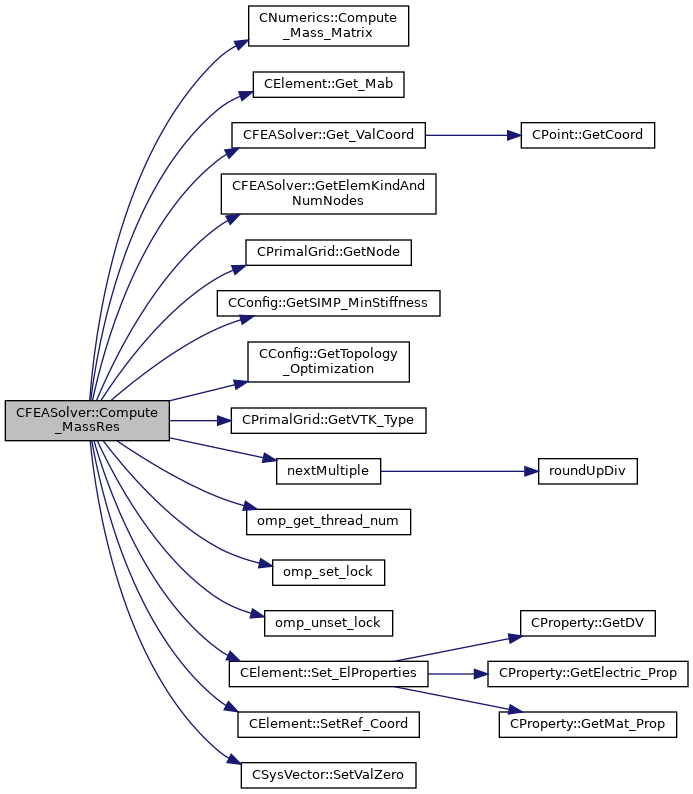 CNumerics::Compute
_Mass_Matrix
CElement::Get_Mab
CFEASolver::Get_ValCoord
CPoint::GetCoord
CFEASolver::GetElemKindAnd
NumNodes
CPrimalGrid::GetNode
CConfig::GetSIMP_MinStiffness
CConfig::GetTopology
_Optimization
CFEASolver::Compute
_MassRes
CPrimalGrid::GetVTK_Type
nextMultiple
roundUpDiv
omp_get_thread_num
omp_set_lock
omp_unset_lock
CElement::Set_ElProperties
CProperty::GetDV
CProperty::GetElectric_Prop
CProperty::GetMat_Prop
CElement::SetRef_Coord
CSysVector::SetValZero